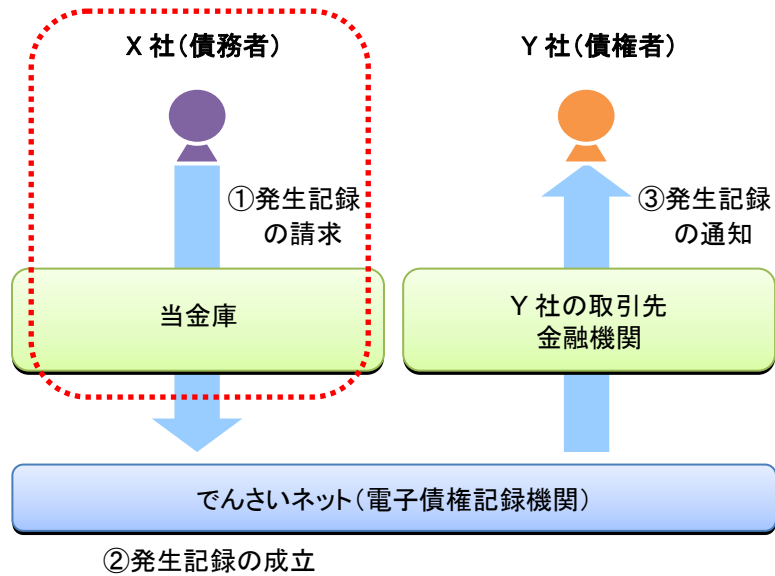 X 社（債務者）
Y 社（債権者）
①発生記録
の請求
③発生記録
の通知
当金庫
Y 社の取引先
金融機関
でんさいネット（電子債権記録機関）
②発生記録の成立